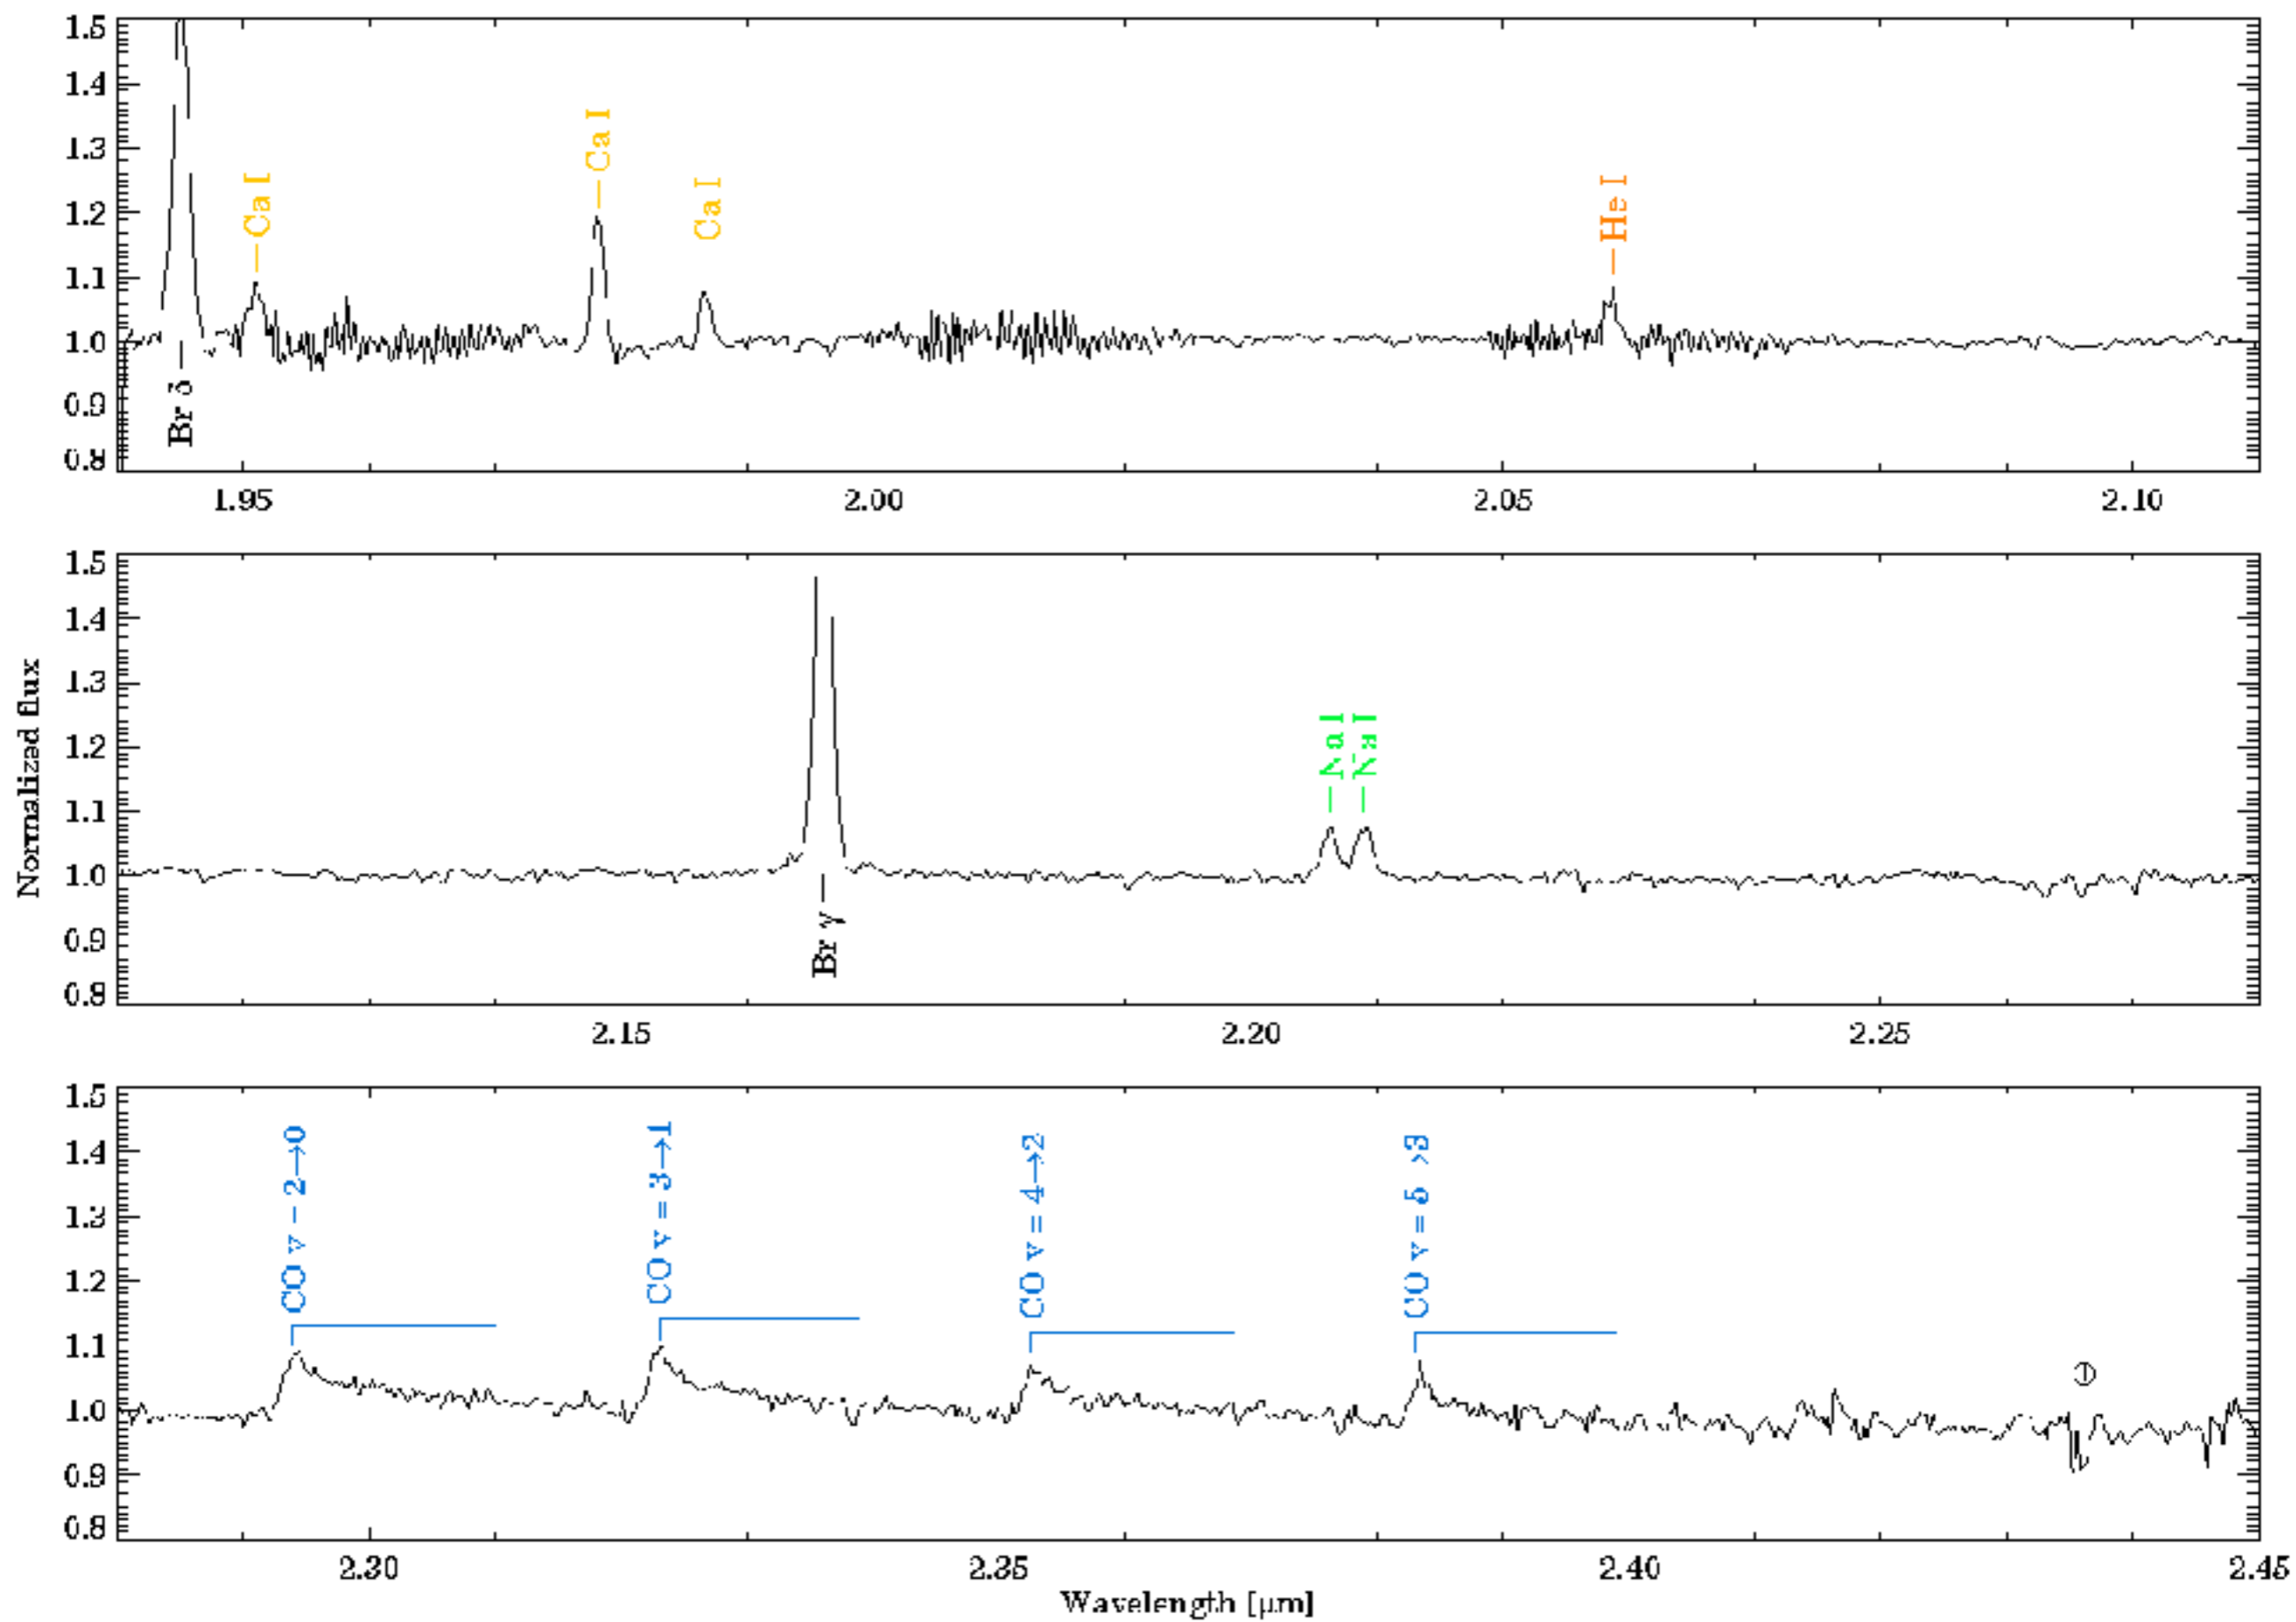 1.5
1.4
1.3
1.2
1.1
1.0
0.9
0.8
Br δ
Ca I
Ca I
Ca I
He I
1.95
2.00
2.05
2.10
Normalized flux
1.5
1.4
1.3
1.2
1.1
1.0
0.9
0.8
Br γ
Na I
Na I
2.15
2.20
2.25
1.5
1.4
1.3
1.2
1.1
1.0
0.9
0.8
CO v = 2→0
CO v = 3→1
CO v = 4→2
CO v = 5→3
2.30
2.35
2.40
2.45
Wavelength [μm]